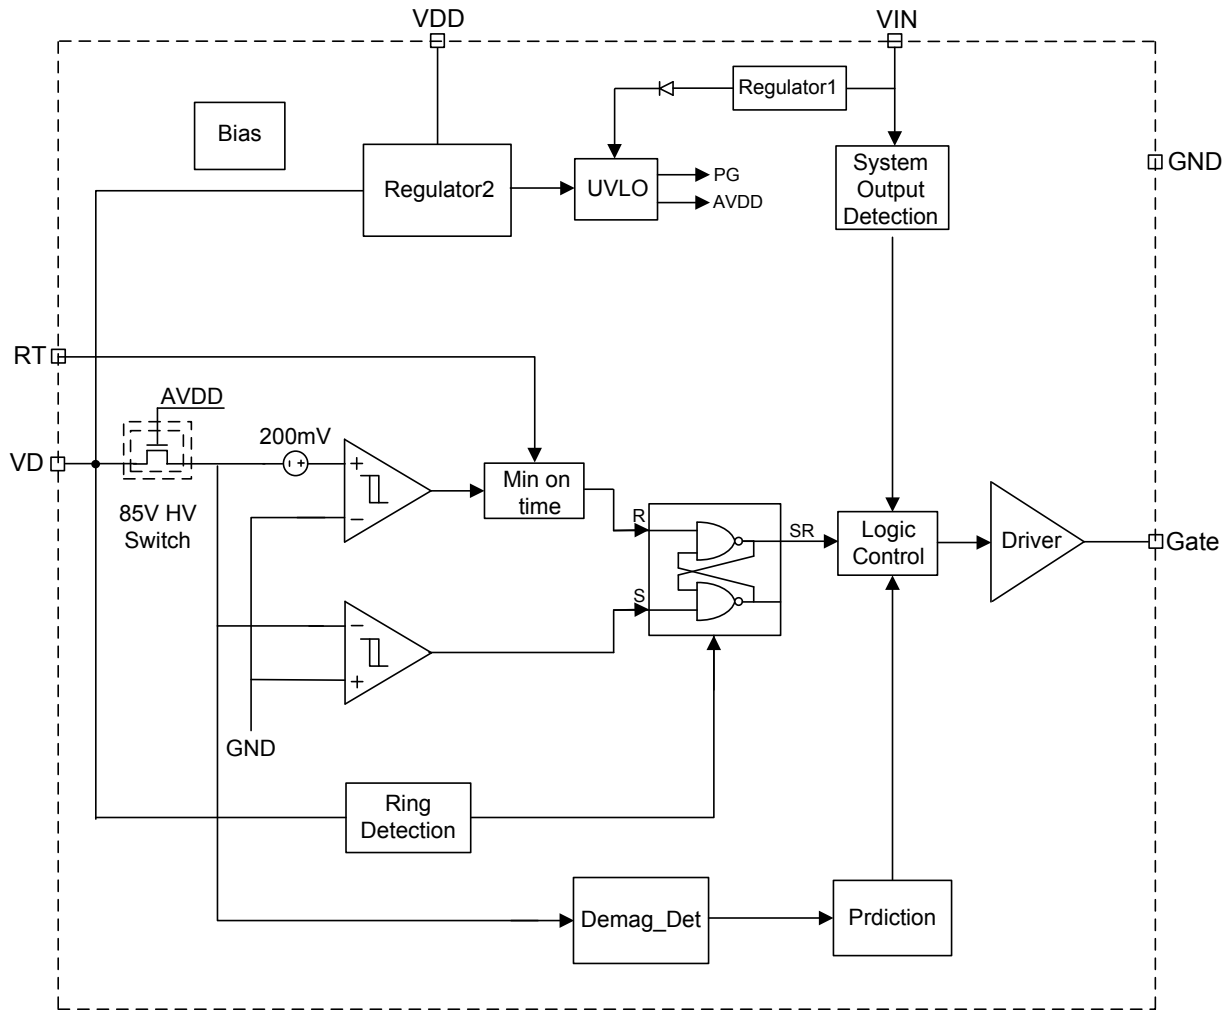 VDD
VIN
Regulator1
Bias
System
Output
Detection
GND
Regulator2
UVLO
PG
AVDD
RT
AVDD
200mV
VD
+
-
Min on
time
85V HV
Switch
R
SR
Logic
Control
Driver
Gate
S
-
+
GND
Ring
Detection
Demag_Det
Prdiction